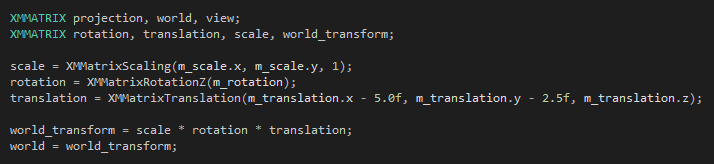 XMMATRIX projection, world, view;
XMMATRIX rotation, translation, scale, world_transform;
scale = XMMatrixScaling(m_scale.x, m_scale.y, 1);
rotation = XMMatrixRotationZ(m_rotation);
translation = XMMatrixTranslation(m_translation.x - 5.0f, m_translation.y - 2.5f, m_translation.z);
world_transform = scale * rotation * translation;
world = world_transform;